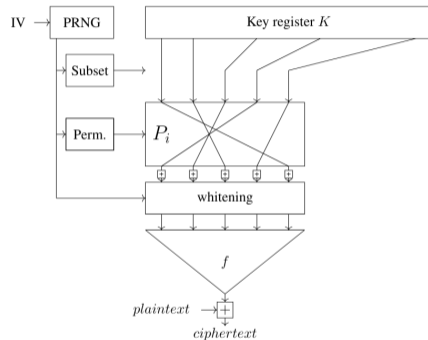 IV PRNG Key register K
Subset
Perm. P_i
+ + + + +
whitening
f
plaintext +
ciphertext